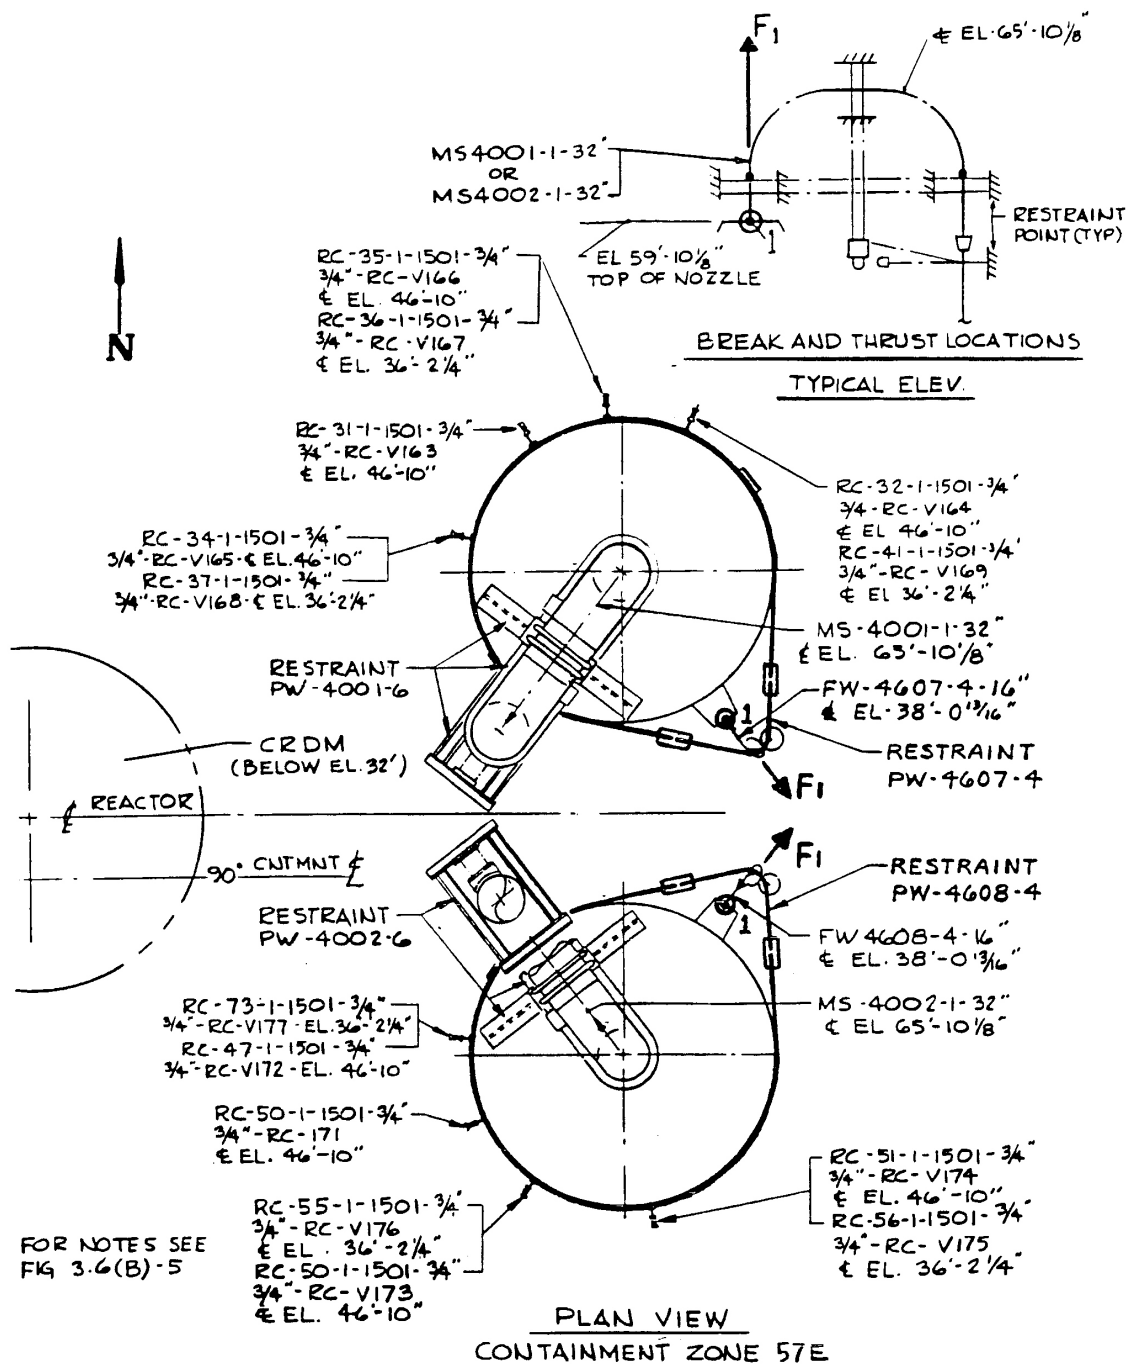 F1
℄ EL·65'-10⅛"
MS4001-1-32"
OR
MS4002-1-32"
RESTRAINT
POINT (TYP)
1
EL 59'-10⅛"
TOP OF NOZZLE
BREAK AND THRUST LOCATIONS
TYPICAL ELEV.
N
RC-35-1-1501-3/4"
3/4"-RC-V166
℄ EL. 46'-10"
RC-36-1-1501-3/4"
3/4"-RC-V167
℄ EL. 36'-2¼"
RC-31-1-1501-3/4"
3/4"-RC-V163
℄ EL. 46'-10"
RC-34-1-1501-3/4"
3/4"-RC-V165-℄ EL.46'-10"
RC-37-1-1501-3/4"
3/4"-RC-V168-℄ EL.36'-2¼"
RC-32-1-1501-3/4"
3/4-RC-V164
℄ EL 46'-10"
RC-41-1-1501-3/4'
3/4"-RC-V169
℄ EL 36'-2¼"
MS-4001-1-32"
℄ EL. 65'-10⅛"
RESTRAINT
PW-4001-6
FW-4607-4-16"
℄ EL-38'-0 13/16"
1
RESTRAINT
PW-4607-4
F1
CRDM
(BELOW EL.32')
℄ REACTOR
90° CNTMNT ℄
F1
RESTRAINT
PW-4608-4
RESTRAINT
PW-4002-6
1
FW 4608-4-16"
℄ EL.38'-0 13/16"
MS-4002-1-32"
℄ EL 65'-10⅛"
RC-73-1-1501-3/4"
3/4"-RC-V177-EL.36'-2¼"
RC-47-1-1501-3/4"
3/4"-RC-V172-EL. 46'-10"
RC-50-1-1501-3/4"
3/4"-RC-171
℄ EL. 46'-10"
RC-55-1-1501-3/4"
3/4"-RC-V176
℄ EL. 36'-2¼"
RC-50-1-1501-3/4"
3/4"-RC-V173
℄ EL. 46'-10"
RC-51-1-1501-3/4"
3/4"-RC-V174
℄ EL. 46'-10"
RC-56-1-1501-3/4"
3/4"-RC-V175
℄ EL. 36'-2¼"
FOR NOTES SEE
FIG 3.6(B)-5
PLAN VIEW
CONTAINMENT ZONE 57E